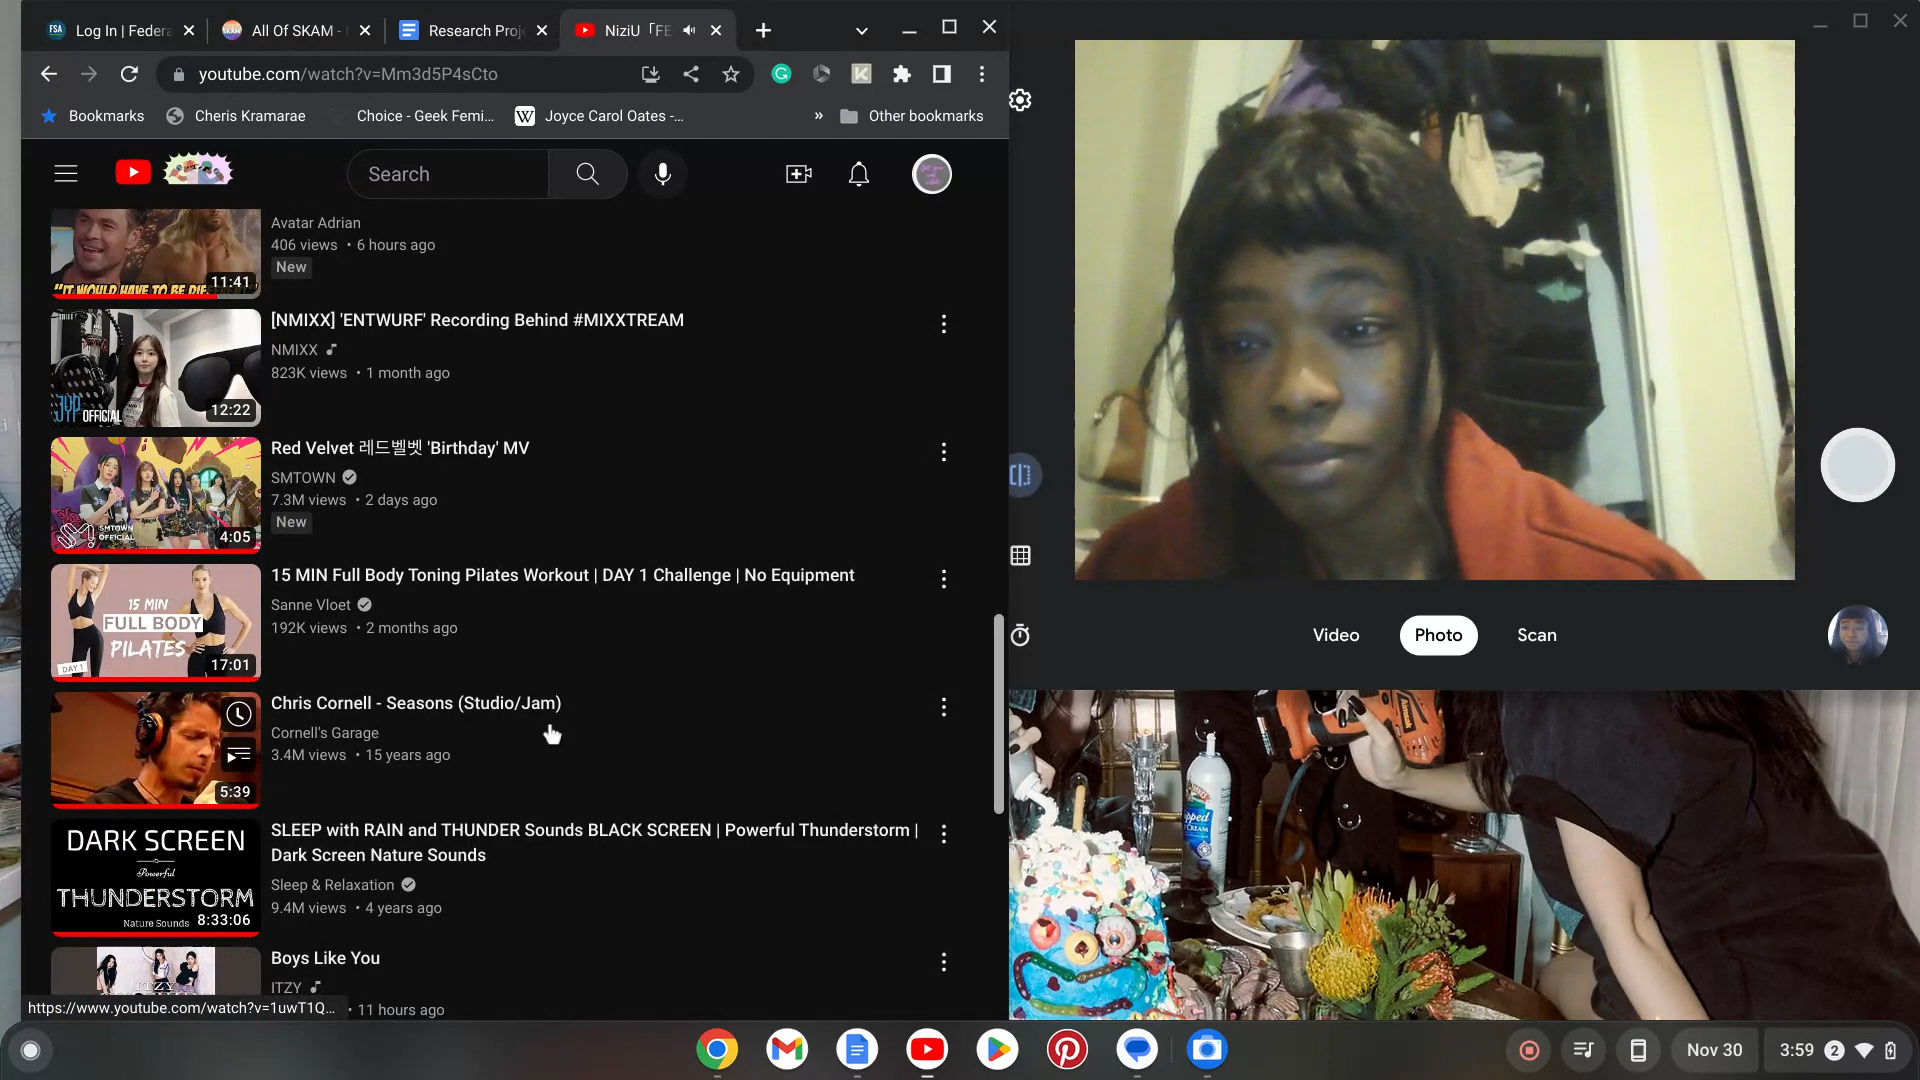 Log In | Federa
All Of SKAM -
Research Proj
NiziU「FE
youtube.com/watch?v=Mm3d5P4sCto
Bookmarks
Cheris Kramarae
Choice - Geek Femi...
Joyce Carol Oates -...
»
Other bookmarks
Search
Avatar Adrian
406 views • 6 hours ago
New
11:41
"IT WOULD HAVE TO BE
[NMIXX] 'ENTWURF' Recording Behind #MIXXTREAM
NMIXX
823K views • 1 month ago
JYP OFFICIAL
12:22
Red Velvet 레드벨벳 'Birthday' MV
SMTOWN
7.3M views • 2 days ago
New
SMTOWN
OFFICIAL
4:05
15 MIN Full Body Toning Pilates Workout | DAY 1 Challenge | No Equipment
Sanne Vloet
192K views • 2 months ago
15 MIN
FULL BODY
PILATES
DAY 1
17:01
Chris Cornell - Seasons (Studio/Jam)
Cornell's Garage
3.4M views • 15 years ago
5:39
SLEEP with RAIN and THUNDER Sounds BLACK SCREEN | Powerful Thunderstorm |
Dark Screen Nature Sounds
Sleep & Relaxation
9.4M views • 4 years ago
DARK SCREEN
Powerful
THUNDERSTORM
Nature Sounds
8:33:06
Boys Like You
ITZY
11 hours ago
ITZY
https://www.youtube.com/watch?v=1uwT1Q...
Video
Photo
Scan
Nov 30
3:59
2